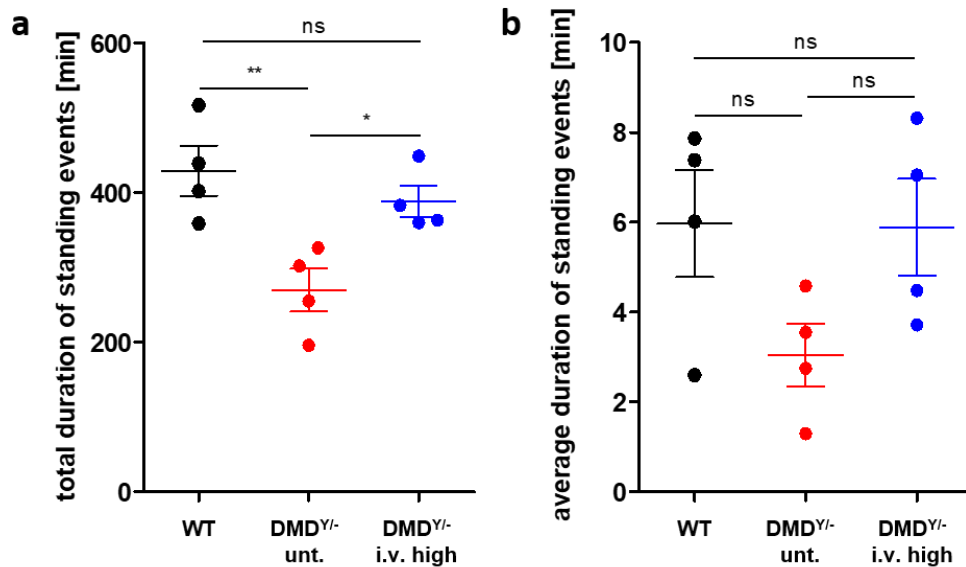 a
total duration of standing events [min]
600
400
200
0
ns
**
*
WT
DMDY/-
unt.
DMDY/-
i.v. high
b
average duration of standing events [min]
10
8
6
4
2
0
ns
ns
ns
WT
DMDY/-
unt.
DMDY/-
i.v. high